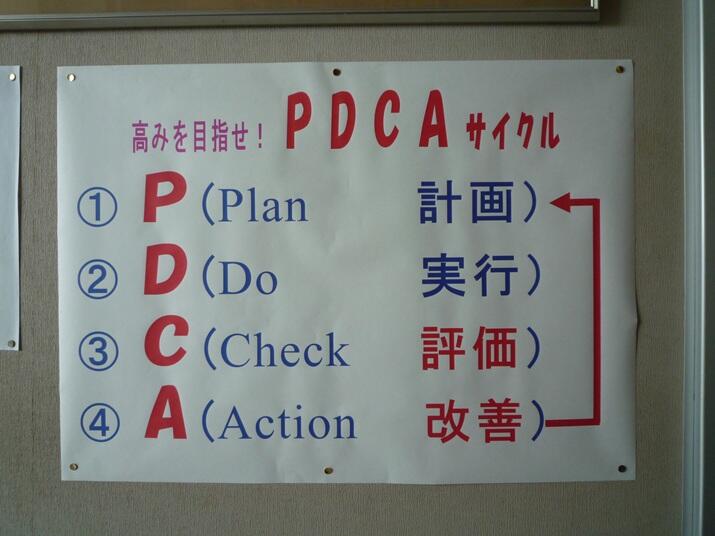 高みを目指せ！ PDCAサイクル
① P（Plan 計画）
② D（Do 実行）
③ C（Check 評価）
④ A（Action 改善）